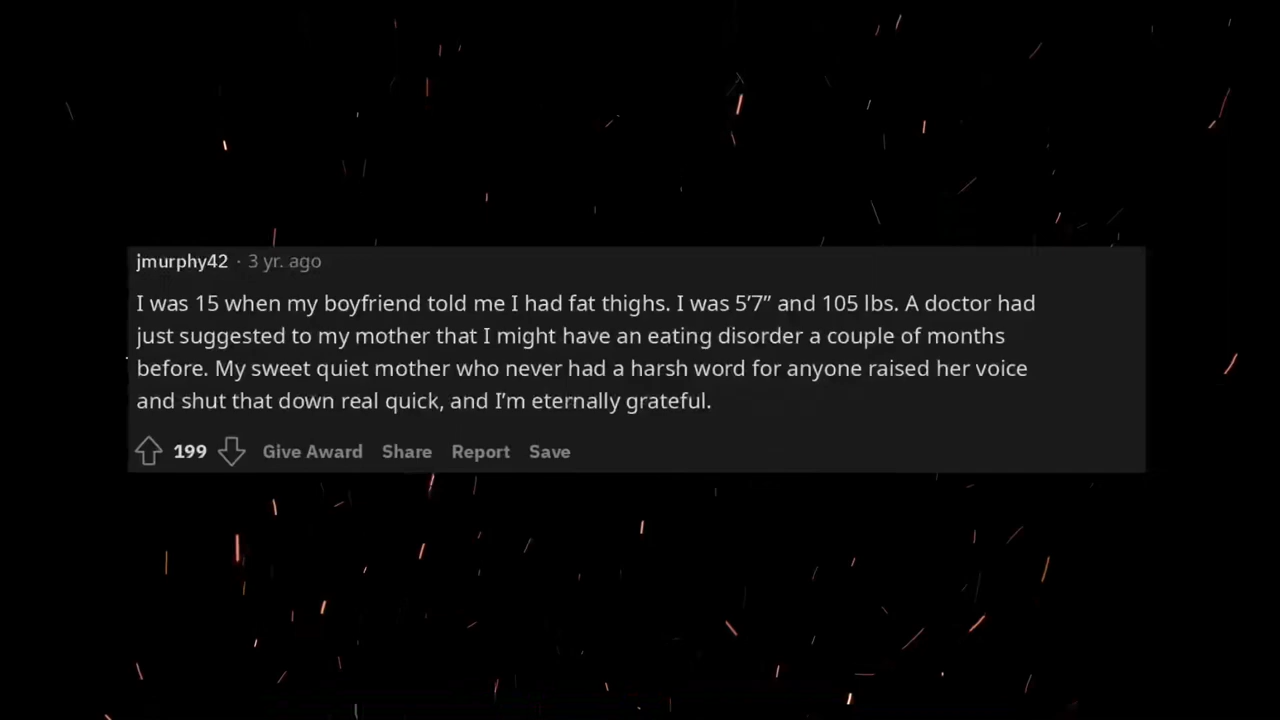 jmurphy42 · 3 yr. ago
I was 15 when my boyfriend told me I had fat thighs. I was 5’7” and 105 lbs. A doctor had
just suggested to my mother that I might have an eating disorder a couple of months
before. My sweet quiet mother who never had a harsh word for anyone raised her voice
and shut that down real quick, and I’m eternally grateful.
199 Give Award Share Report Save